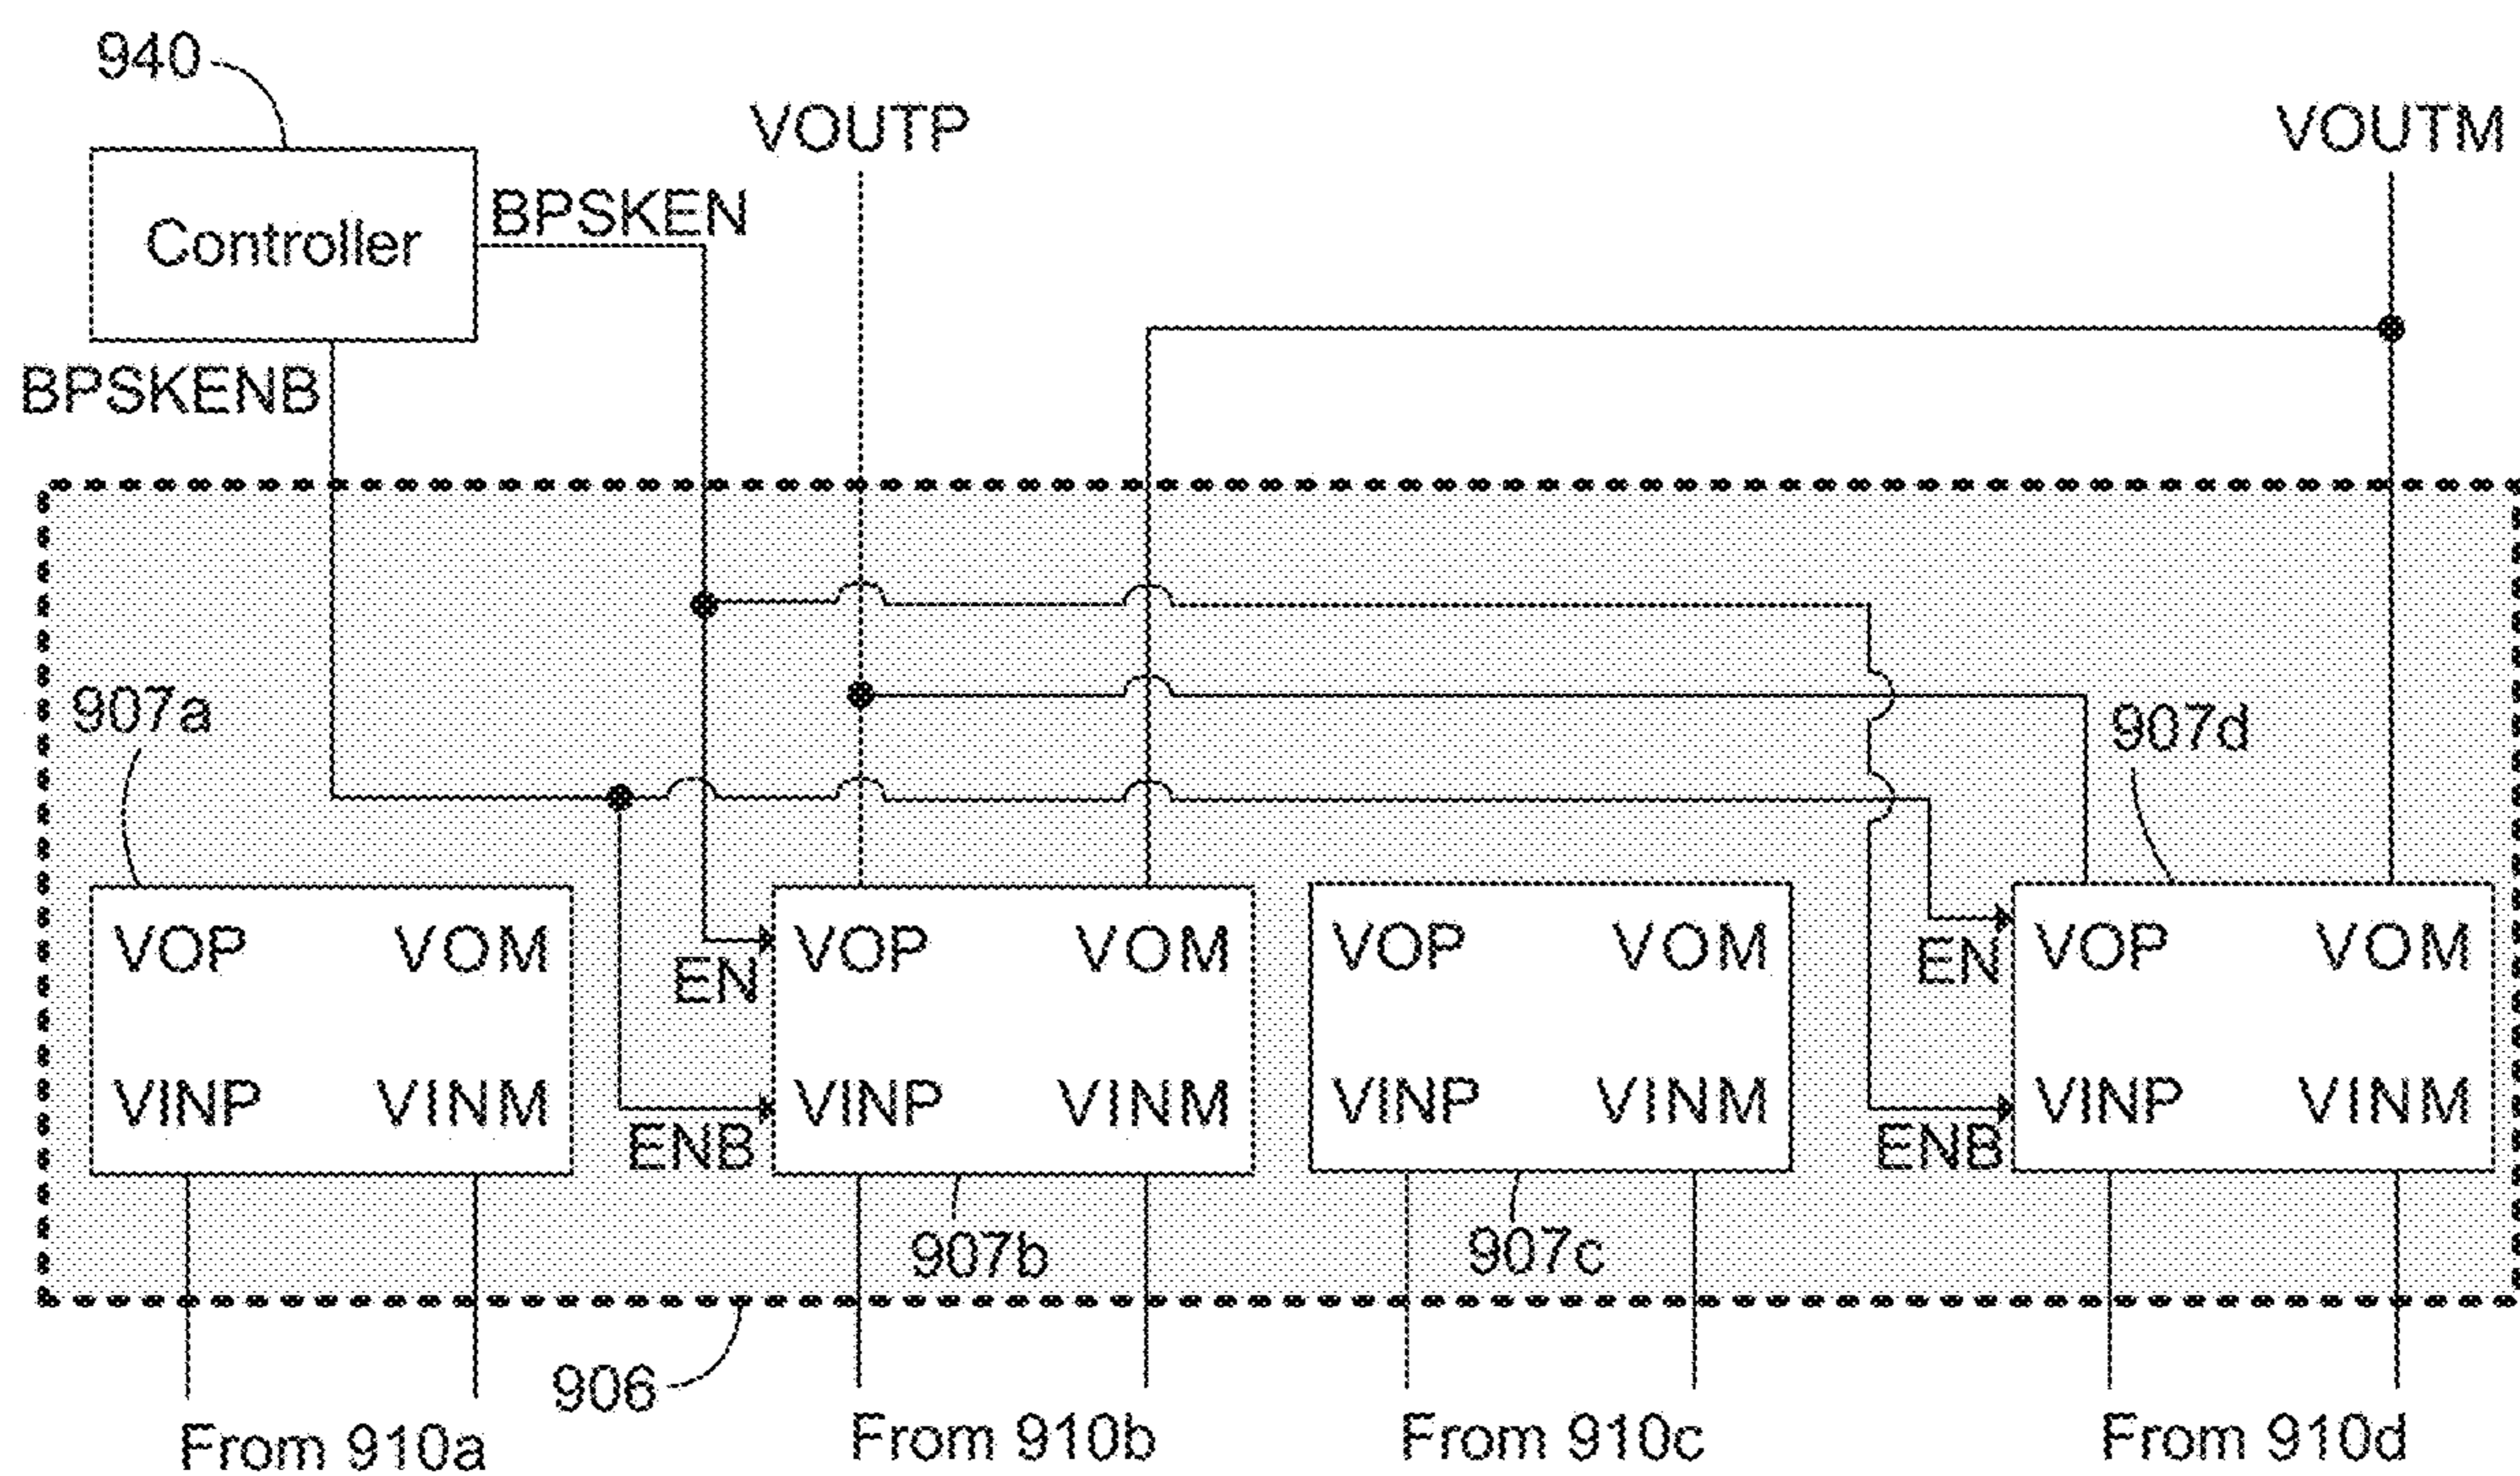 940
VOUTP
VOUTM
BPSKEN
Controller
BPSKENB
907a
907d
VOP VOM
EN
VOP VOM
VOP VOM
EN
VOP VOM
VINP VINM
ENB
VINP VINM
VINP VINM
ENB
VINP VINM
907b
907c
906
From 910a
From 910b
From 910c
From 910d